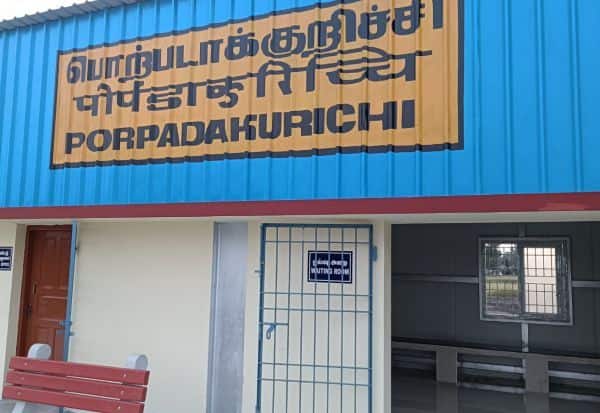 பொற்படாக்குறிச்சி
पोर्पडाकुरिच्चि
PORPADAKURICHI
WAITING ROOM